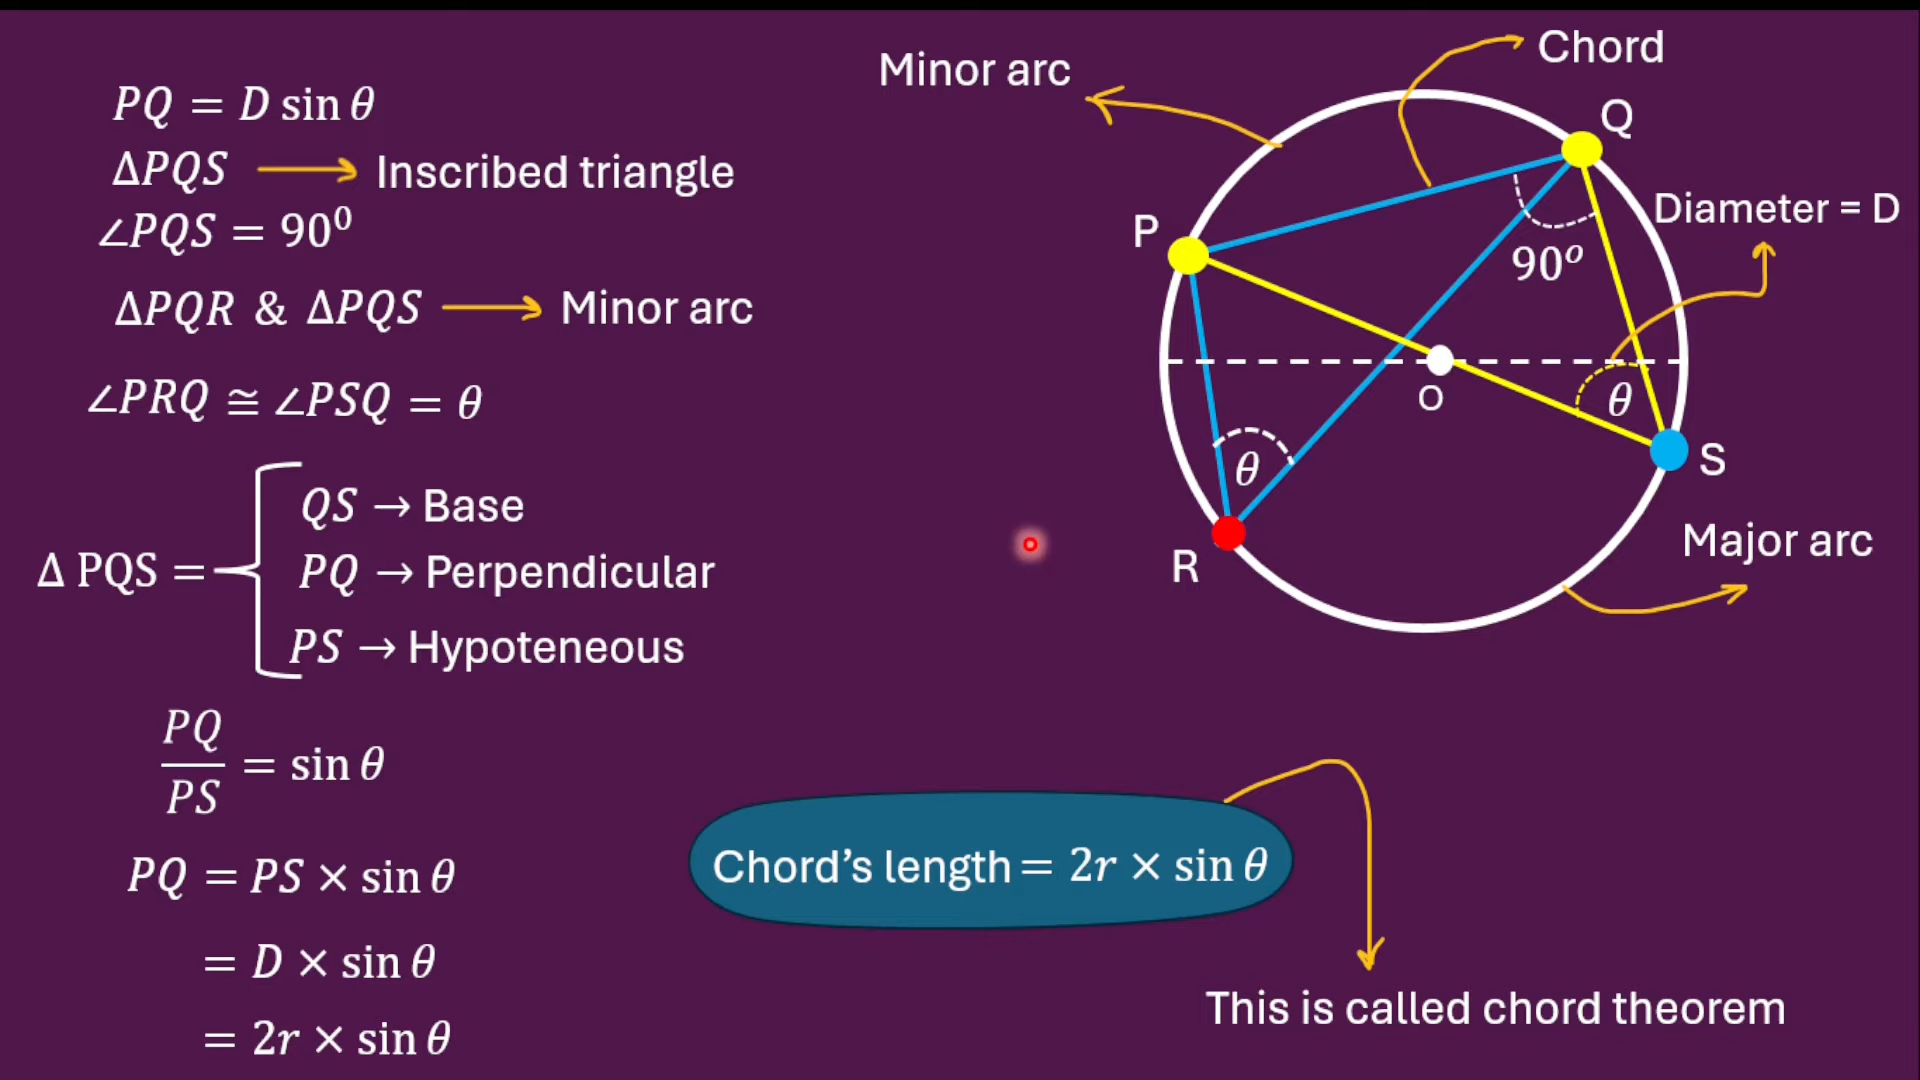 PQ = D sin θ
ΔPQS → Inscribed triangle
∠PQS = 90⁰
ΔPQR & ΔPQS → Minor arc
∠PRQ ≅ ∠PSQ = θ
Δ PQS =
QS → Base
PQ → Perpendicular
PS → Hypoteneous
PQ
PS
= sin θ
PQ = PS × sin θ
= D × sin θ
= 2r × sin θ
Minor arc
Chord
Q
P
Diameter = D
90ᵒ
O
θ
θ
S
R
Major arc
Chord’s length = 2r × sin θ
This is called chord theorem